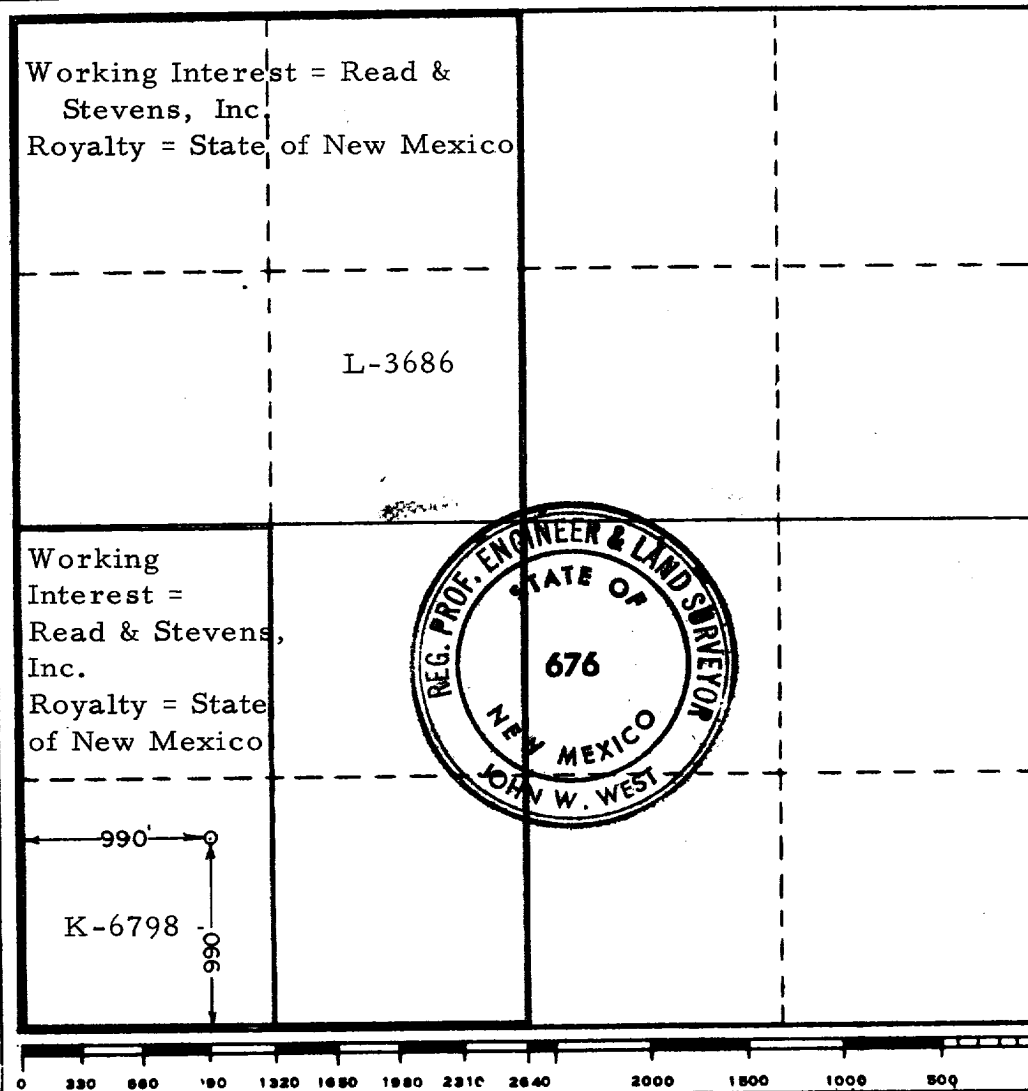 Working Interest = Read &
Stevens, Inc.
Royalty = State of New Mexico
L-3686
Working
Interest =
Read & Stevens,
Inc.
Royalty = State
of New Mexico
REG. PROF. ENGINEER & LAND SURVEYOR
STATE OF
676
NEW MEXICO
JOHN W. WEST
990'
K-6798
990
0 330 660 990 1320 1650 1980 2310 2640 2000 1500 1000 500